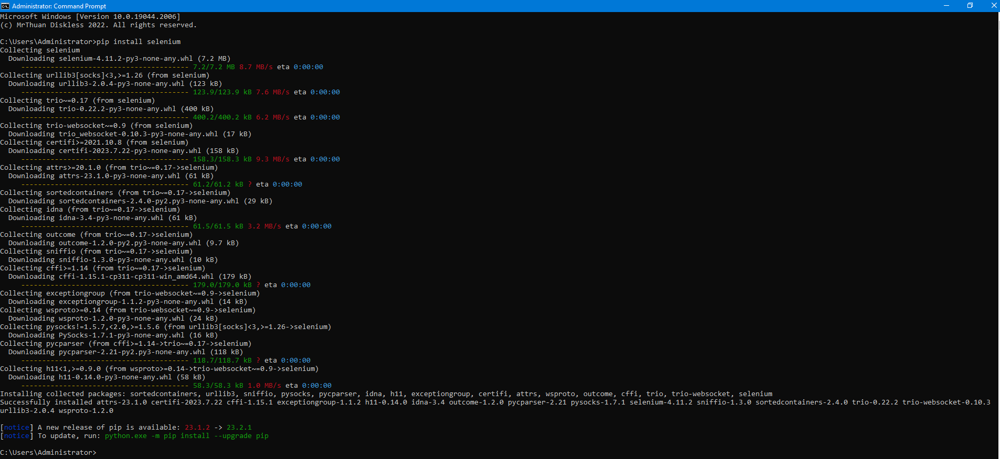 Administrator: Command Prompt
Microsoft Windows [Version 10.0.19044.2006]
(c) MrThuan Diskless 2022. All rights reserved.
C:\Users\Administrator>pip install selenium
Collecting selenium
  Downloading selenium-4.11.2-py3-none-any.whl (7.2 MB)
     ---------------------------------------- 7.2/7.2 MB 8.7 MB/s eta 0:00:00
Collecting urllib3[socks]<3,>=1.26 (from selenium)
  Downloading urllib3-2.0.4-py3-none-any.whl (123 kB)
     ---------------------------------------- 123.9/123.9 kB 7.6 MB/s eta 0:00:00
Collecting trio~=0.17 (from selenium)
  Downloading trio-0.22.2-py3-none-any.whl (400 kB)
     ---------------------------------------- 400.2/400.2 kB 6.2 MB/s eta 0:00:00
Collecting trio-websocket~=0.9 (from selenium)
  Downloading trio_websocket-0.10.3-py3-none-any.whl (17 kB)
Collecting certifi>=2021.10.8 (from selenium)
  Downloading certifi-2023.7.22-py3-none-any.whl (158 kB)
     ---------------------------------------- 158.3/158.3 kB 9.3 MB/s eta 0:00:00
Collecting attrs>=20.1.0 (from trio~=0.17->selenium)
  Downloading attrs-23.1.0-py3-none-any.whl (61 kB)
     ---------------------------------------- 61.2/61.2 kB ? eta 0:00:00
Collecting sortedcontainers (from trio~=0.17->selenium)
  Downloading sortedcontainers-2.4.0-py2.py3-none-any.whl (29 kB)
Collecting idna (from trio~=0.17->selenium)
  Downloading idna-3.4-py3-none-any.whl (61 kB)
     ---------------------------------------- 61.5/61.5 kB 3.2 MB/s eta 0:00:00
Collecting outcome (from trio~=0.17->selenium)
  Downloading outcome-1.2.0-py2.py3-none-any.whl (9.7 kB)
Collecting sniffio (from trio~=0.17->selenium)
  Downloading sniffio-1.3.0-py3-none-any.whl (10 kB)
Collecting cffi>=1.14 (from trio~=0.17->selenium)
  Downloading cffi-1.15.1-cp311-cp311-win_amd64.whl (179 kB)
     ---------------------------------------- 179.0/179.0 kB ? eta 0:00:00
Collecting exceptiongroup (from trio-websocket~=0.9->selenium)
  Downloading exceptiongroup-1.1.2-py3-none-any.whl (14 kB)
Collecting wsproto>=0.14 (from trio-websocket~=0.9->selenium)
  Downloading wsproto-1.2.0-py3-none-any.whl (24 kB)
Collecting pysocks!=1.5.7,<2.0,>=1.5.6 (from urllib3[socks]<3,>=1.26->selenium)
  Downloading PySocks-1.7.1-py3-none-any.whl (16 kB)
Collecting pycparser (from cffi>=1.14->trio~=0.17->selenium)
  Downloading pycparser-2.21-py2.py3-none-any.whl (118 kB)
     ---------------------------------------- 118.7/118.7 kB ? eta 0:00:00
Collecting h11<1,>=0.9.0 (from wsproto>=0.14->trio-websocket~=0.9->selenium)
  Downloading h11-0.14.0-py3-none-any.whl (58 kB)
     ---------------------------------------- 58.3/58.3 kB 1.0 MB/s eta 0:00:00
Installing collected packages: sortedcontainers, urllib3, sniffio, pysocks, pycparser, idna, h11, exceptiongroup, certifi, attrs, wsproto, outcome, cffi, trio, trio-websocket, selenium
Successfully installed attrs-23.1.0 certifi-2023.7.22 cffi-1.15.1 exceptiongroup-1.1.2 h11-0.14.0 idna-3.4 outcome-1.2.0 pycparser-2.21 pysocks-1.7.1 selenium-4.11.2 sniffio-1.3.0 sortedcontainers-2.4.0 trio-0.22.2 trio-websocket-0.10.3
urllib3-2.0.4 wsproto-1.2.0
[notice] A new release of pip is available: 23.1.2 -> 23.2.1
[notice] To update, run: python.exe -m pip install --upgrade pip
C:\Users\Administrator>